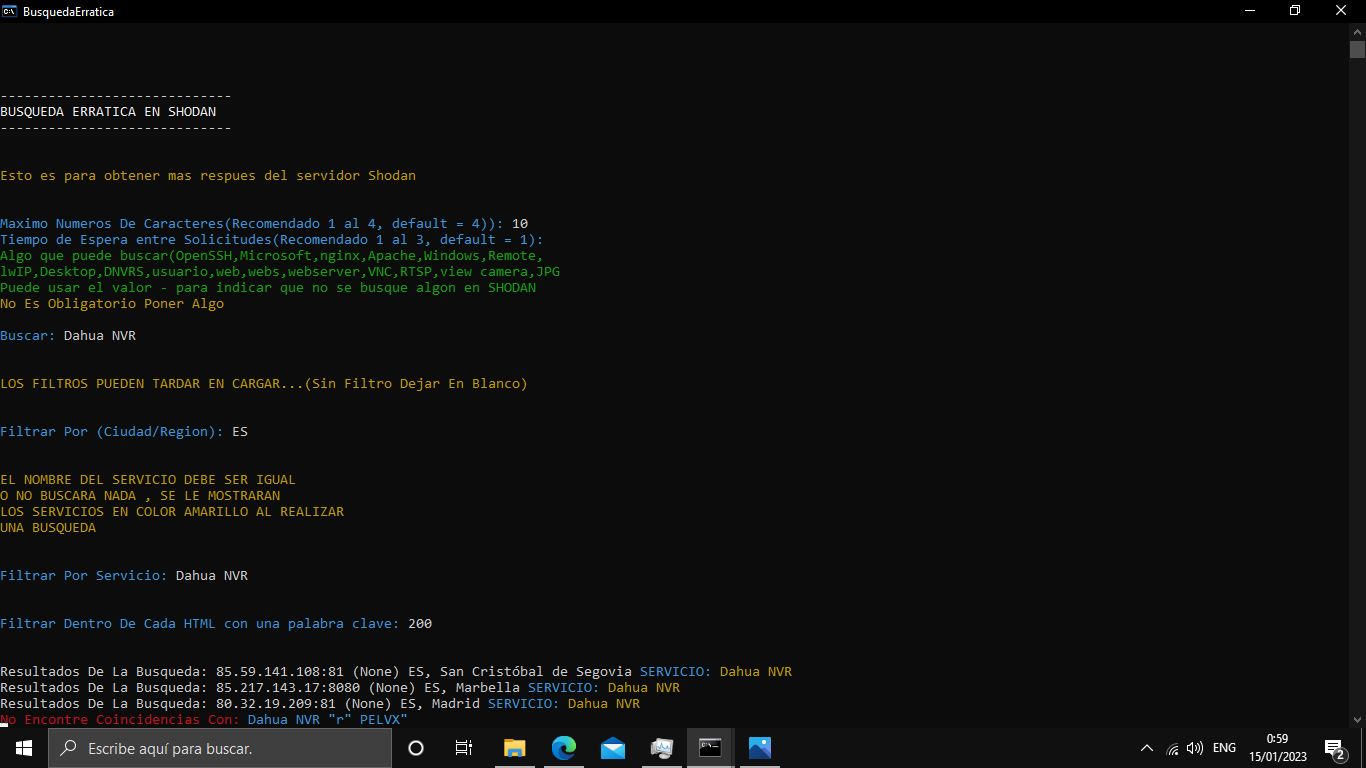 BusquedaErratica
-----------------------------
BUSQUEDA ERRATICA EN SHODAN
-----------------------------
Esto es para obtener mas respues del servidor Shodan
Maximo Numeros De Caracteres(Recomendado 1 al 4, default = 4)): 10
Tiempo de Espera entre Solicitudes(Recomendado 1 al 3, default = 1):
Algo que puede buscar(OpenSSH,Microsoft,nginx,Apache,Windows,Remote,
lwIP,Desktop,DNVRS,usuario,web,webs,webserver,VNC,RTSP,view camera,JPG
Puede usar el valor - para indicar que no se busque algon en SHODAN
No Es Obligatorio Poner Algo
Buscar: Dahua NVR
LOS FILTROS PUEDEN TARDAR EN CARGAR...(Sin Filtro Dejar En Blanco)
Filtrar Por (Ciudad/Region): ES
EL NOMBRE DEL SERVICIO DEBE SER IGUAL
O NO BUSCARA NADA , SE LE MOSTRARAN
LOS SERVICIOS EN COLOR AMARILLO AL REALIZAR
UNA BUSQUEDA
Filtrar Por Servicio: Dahua NVR
Filtrar Dentro De Cada HTML con una palabra clave: 200
Resultados De La Busqueda: 85.59.141.108:81 (None) ES, San Cristóbal de Segovia SERVICIO: Dahua NVR
Resultados De La Busqueda: 85.217.143.17:8080 (None) ES, Marbella SERVICIO: Dahua NVR
Resultados De La Busqueda: 80.32.19.209:81 (None) ES, Madrid SERVICIO: Dahua NVR
No Encontre Coincidencias Con: Dahua NVR "r" PELVX"
Escribe aquí para buscar.
ENG
0:59
15/01/2023
2